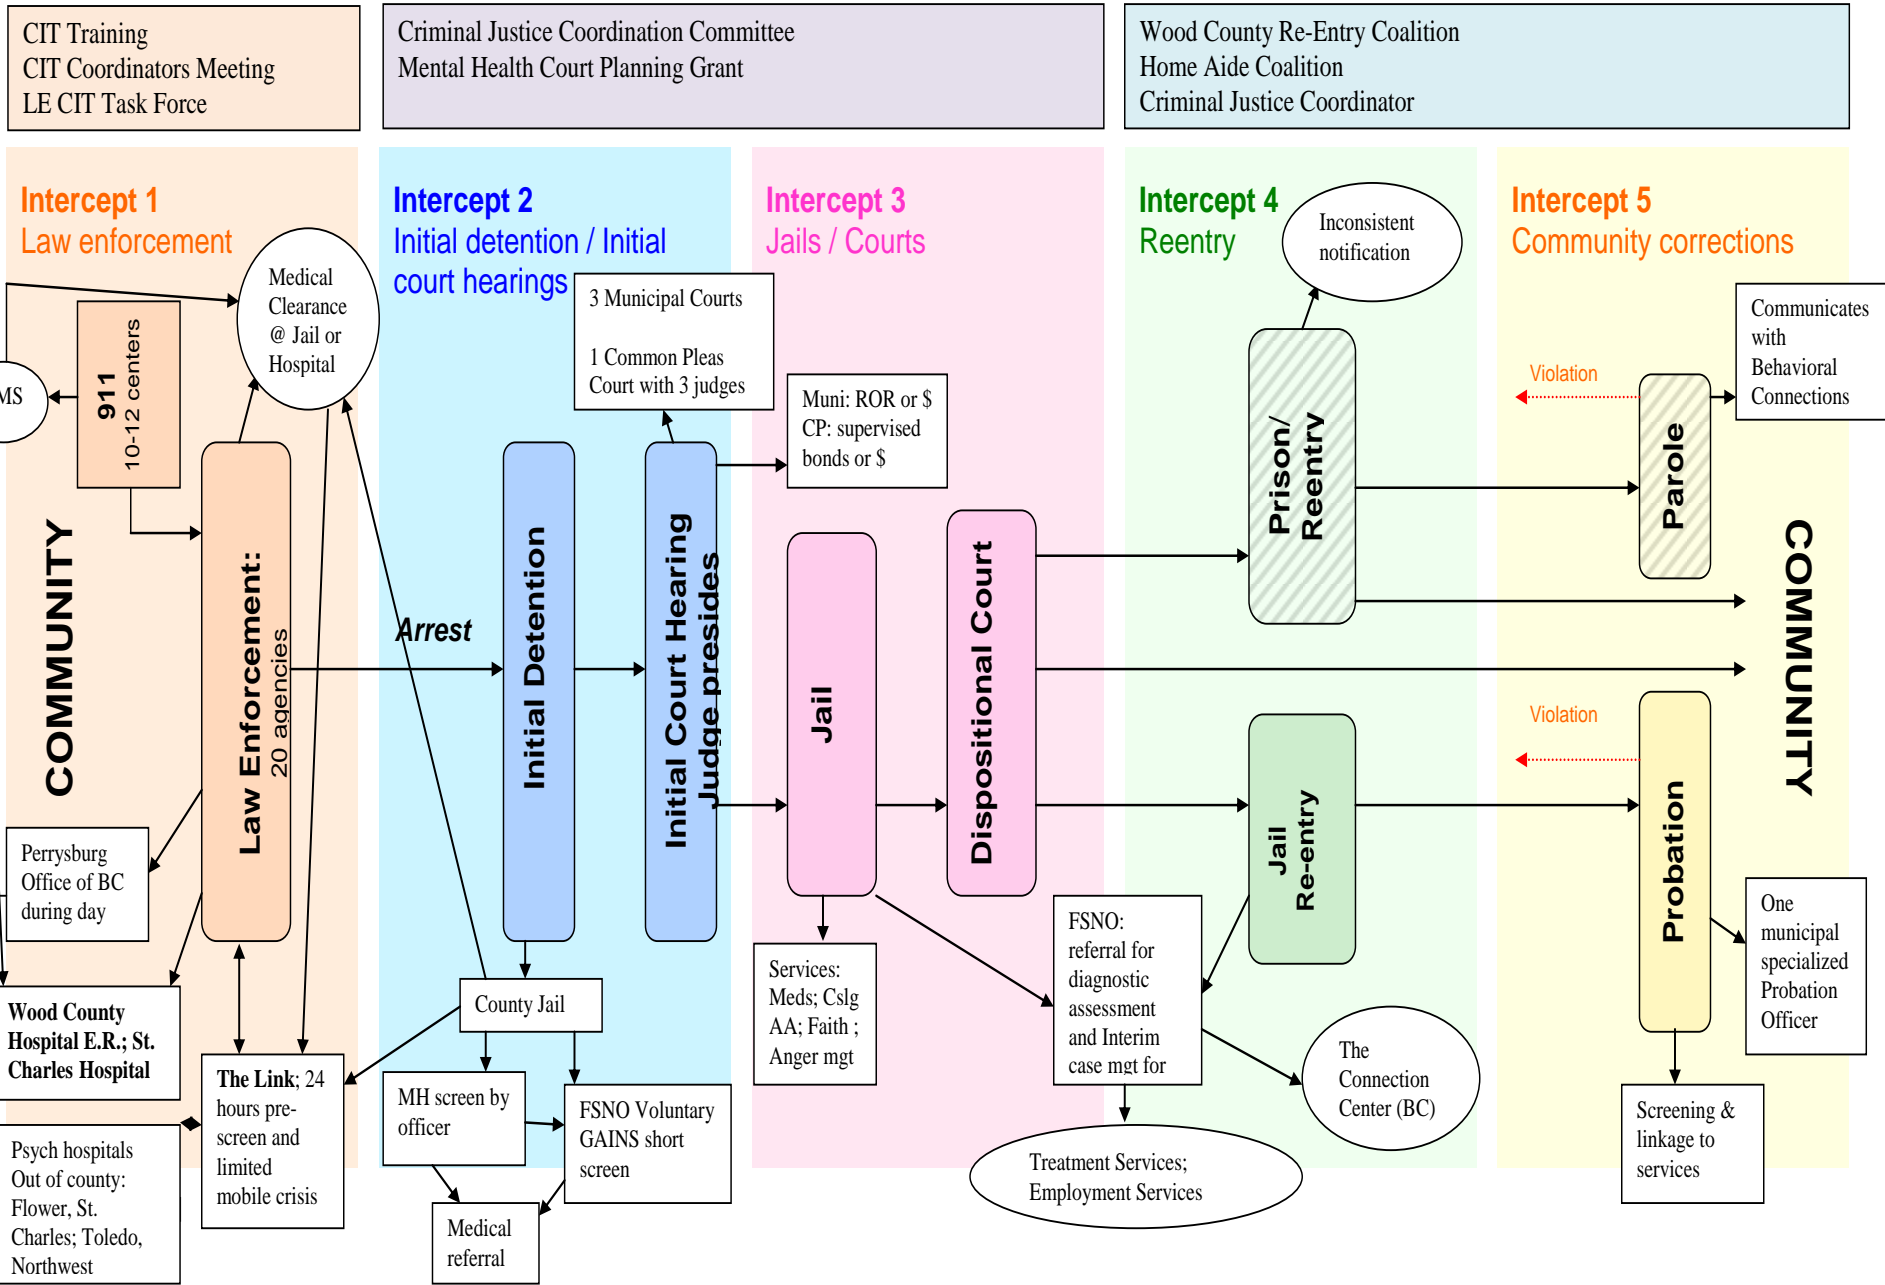 CIT Training
CIT Coordinators Meeting
LE CIT Task Force
Criminal Justice Coordination Committee
Mental Health Court Planning Grant
Wood County Re-Entry Coalition
Home Aide Coalition
Criminal Justice Coordinator
Intercept 1
Law enforcement
Medical
Clearance
@ Jail or
Hospital
MS
911
10-12 centers
COMMUNITY
Law Enforcement:
20 agencies
Perrysburg
Office of BC
during day
Wood County
Hospital E.R.; St.
Charles Hospital
The Link; 24
hours pre-
screen and
limited
mobile crisis
Psych hospitals
Out of county:
Flower, St.
Charles; Toledo,
Northwest
Intercept 2
Initial detention / Initial
court hearings
3 Municipal Courts
1 Common Pleas
Court with 3 judges
Arrest
Initial Detention
Initial Court Hearing
Judge presides
County Jail
MH screen by
officer
FSNO Voluntary
GAINS short
screen
Medical
referral
Intercept 3
Jails / Courts
Muni: ROR or $
CP: supervised
bonds or $
Jail
Dispositional Court
Services:
Meds; Cslg
AA; Faith ;
Anger mgt
FSNO:
referral for
diagnostic
assessment
and Interim
case mgt for
Treatment Services;
Employment Services
Intercept 4
Reentry
Inconsistent
notification
Prison/
Reentry
Jail
Re-entry
The
Connection
Center (BC)
Intercept 5
Community corrections
Communicates
with
Behavioral
Connections
Violation
Parole
COMMUNITY
Violation
Probation
One
municipal
specialized
Probation
Officer
Screening &
linkage to
services